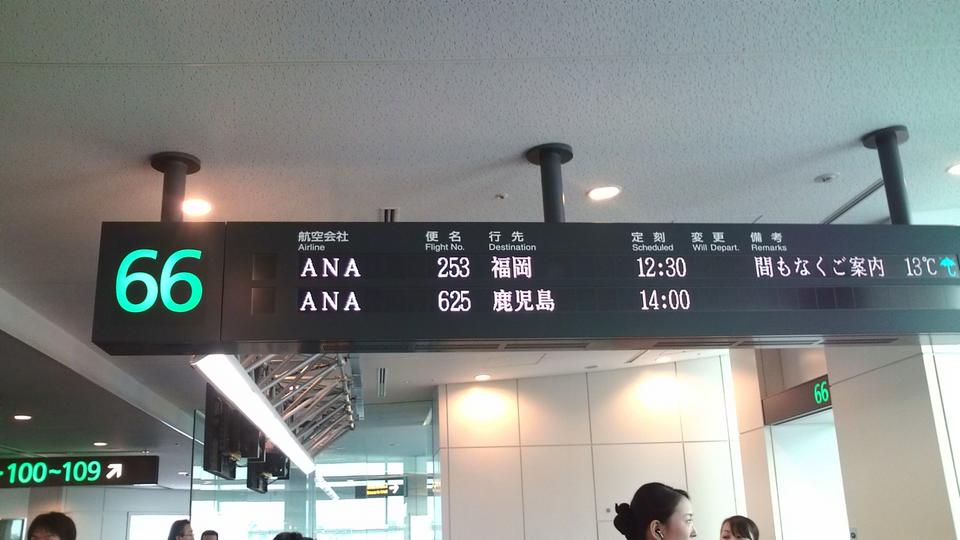 66
航空会社 便名 行先 定刻 変更 備考
Airline Flight No. Destination Scheduled Will Depart. Remarks
ANA 253 福岡 12:30 間もなくご案内 13℃
ANA 625 鹿児島 14:00
66
100~109